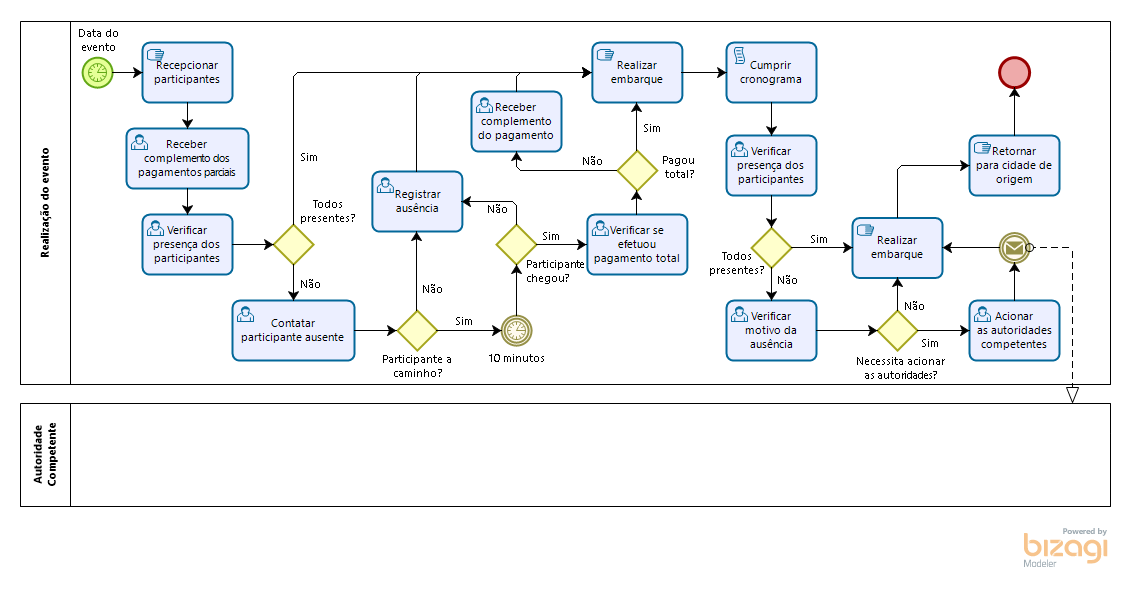 Realização do evento
Data do
evento
Recepcionar
participantes
Receber
complemento dos
pagamentos parciais
Verificar
presença dos
participantes
Todos
presentes?
Sim
Não
Contatar
participante ausente
Participante a
caminho?
Não
Sim
Registrar
ausência
10 minutos
Participante
chegou?
Não
Sim
Verificar se
efetuou
pagamento total
Pagou
total?
Não
Sim
Receber
complemento
do pagamento
Realizar
embarque
Cumprir
cronograma
Verificar
presença dos
participantes
Todos
presentes?
Sim
Não
Verificar
motivo da
ausência
Necessita acionar
as autoridades?
Não
Sim
Realizar
embarque
Acionar
as autoridades
competentes
Retornar
para cidade de
origem
Autoridade
Competente
Powered by
bizagi
Modeler